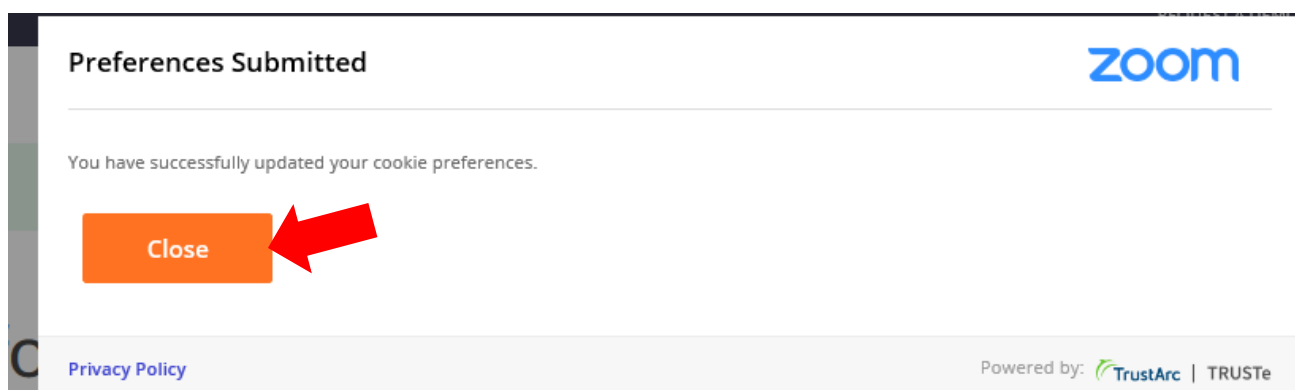 Preferences Submitted
zoom
You have successfully updated your cookie preferences.
Close
Privacy Policy
Powered by: TrustArc | TRUSTe